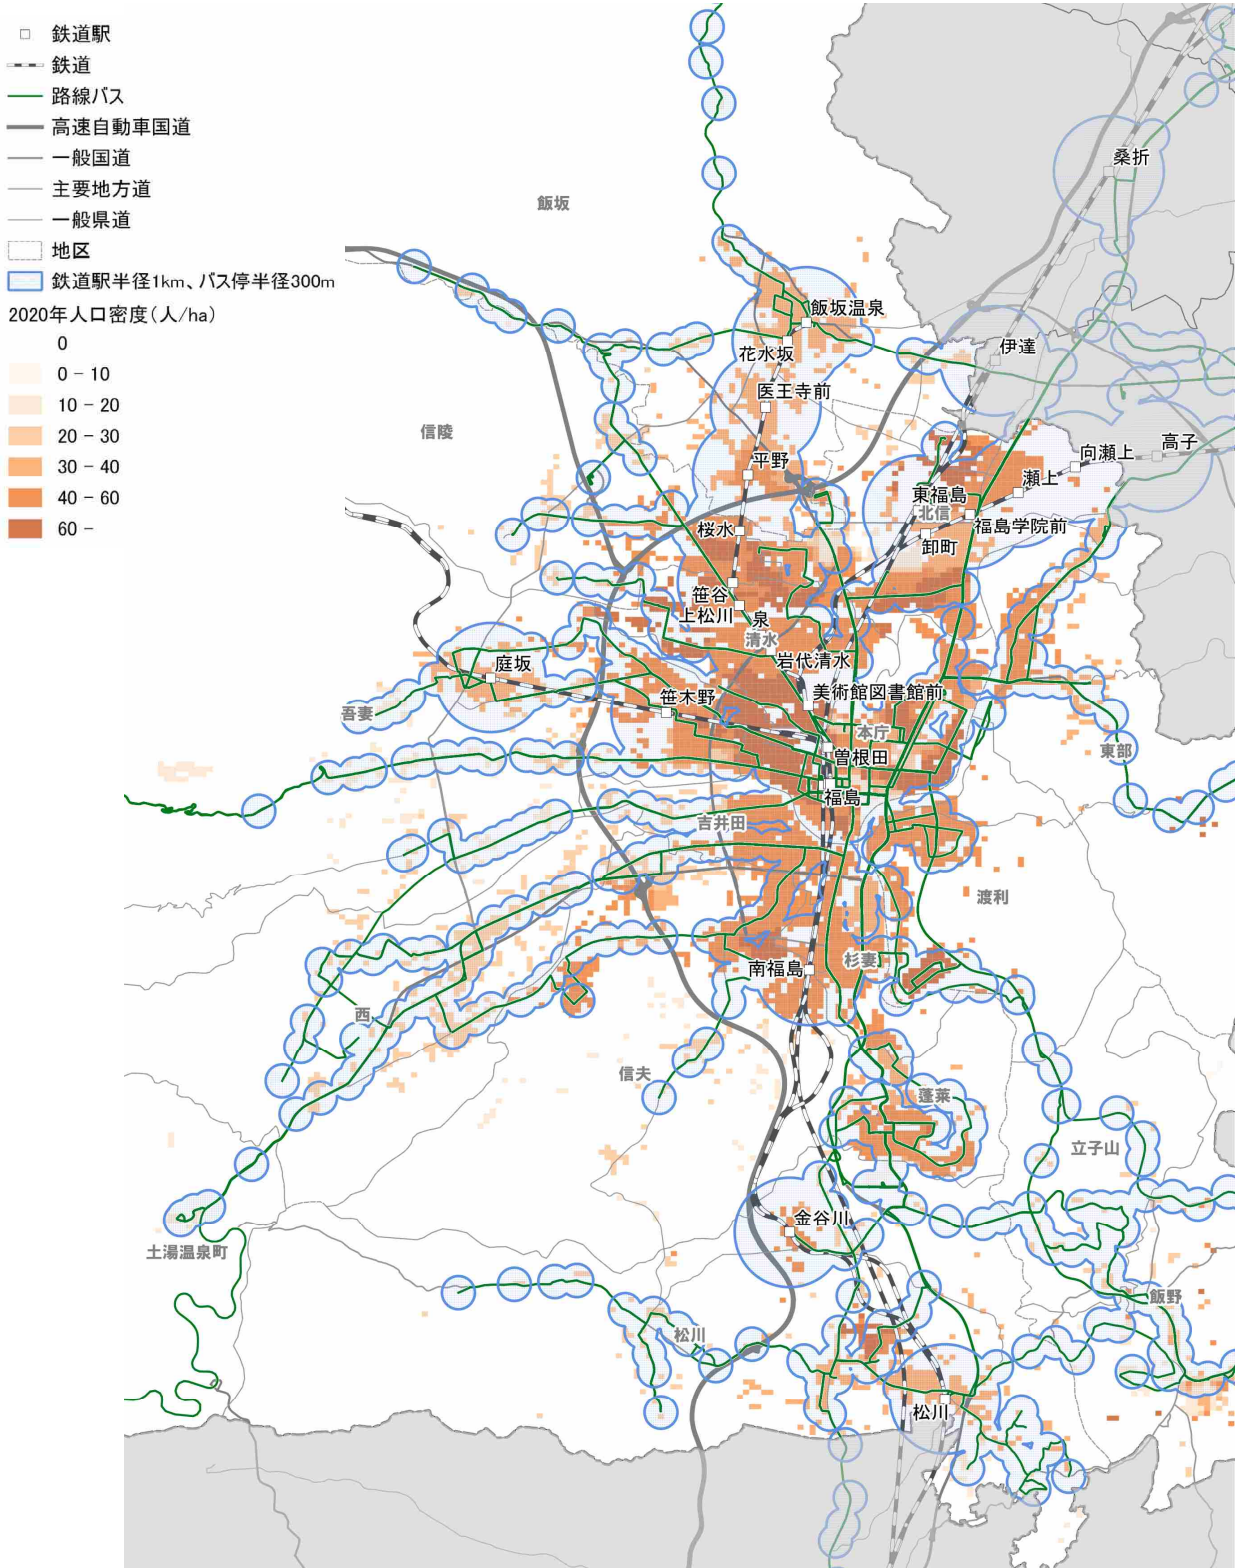 鉄道駅
鉄道
路線バス
高速自動車国道
一般国道
主要地方道
一般県道
地区
鉄道駅半径1km、バス停半径300m
2020年人口密度(人/ha)
0
0 - 10
10 - 20
20 - 30
30 - 40
40 - 60
60 -
桑折
飯坂
飯坂温泉
花水坂
伊達
医王寺前
信陵
向瀬上
高子
平野
瀬上
東福島
北信
福島学院前
桜水
卸町
笹谷
上松川
泉
清水
岩代清水
庭坂
笹木野
美術館図書館前
吾妻
本庁
東部
曽根田
福島
吉井田
渡利
杉妻
南福島
西
信夫
蓬莱
立子山
金谷川
土湯温泉町
飯野
松川
松川